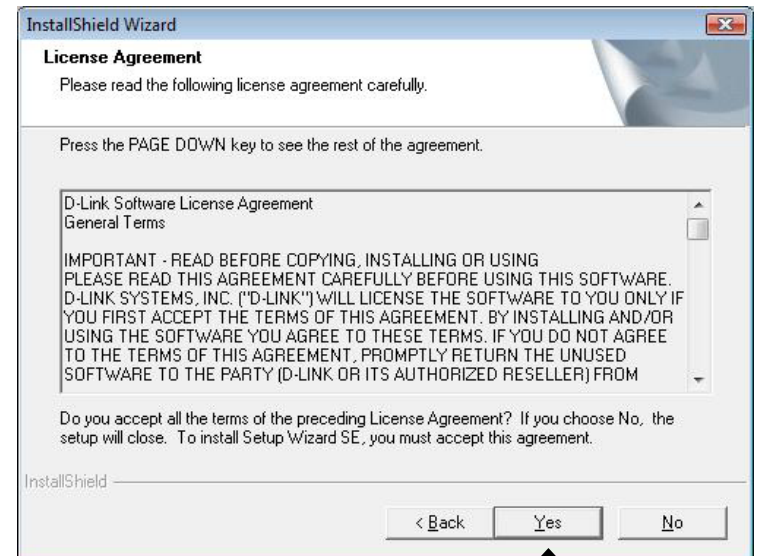 InstallShield Wizard
License Agreement
Please read the following license agreement carefully.
Press the PAGE DOWN key to see the rest of the agreement.
D-Link Software License Agreement
General Terms
IMPORTANT - READ BEFORE COPYING, INSTALLING OR USING
PLEASE READ THIS AGREEMENT CAREFULLY BEFORE USING THIS SOFTWARE.
D-LINK SYSTEMS, INC. ("D-LINK") WILL LICENSE THE SOFTWARE TO YOU ONLY IF
YOU FIRST ACCEPT THE TERMS OF THIS AGREEMENT. BY INSTALLING AND/OR
USING THE SOFTWARE YOU AGREE TO THESE TERMS. IF YOU DO NOT AGREE
TO THE TERMS OF THIS AGREEMENT, PROMPTLY RETURN THE UNUSED
SOFTWARE TO THE PARTY (D-LINK OR ITS AUTHORIZED RESELLER) FROM
Do you accept all the terms of the preceding License Agreement? If you choose No, the
setup will close. To install Setup Wizard SE, you must accept this agreement.
InstallShield
< Back Yes No